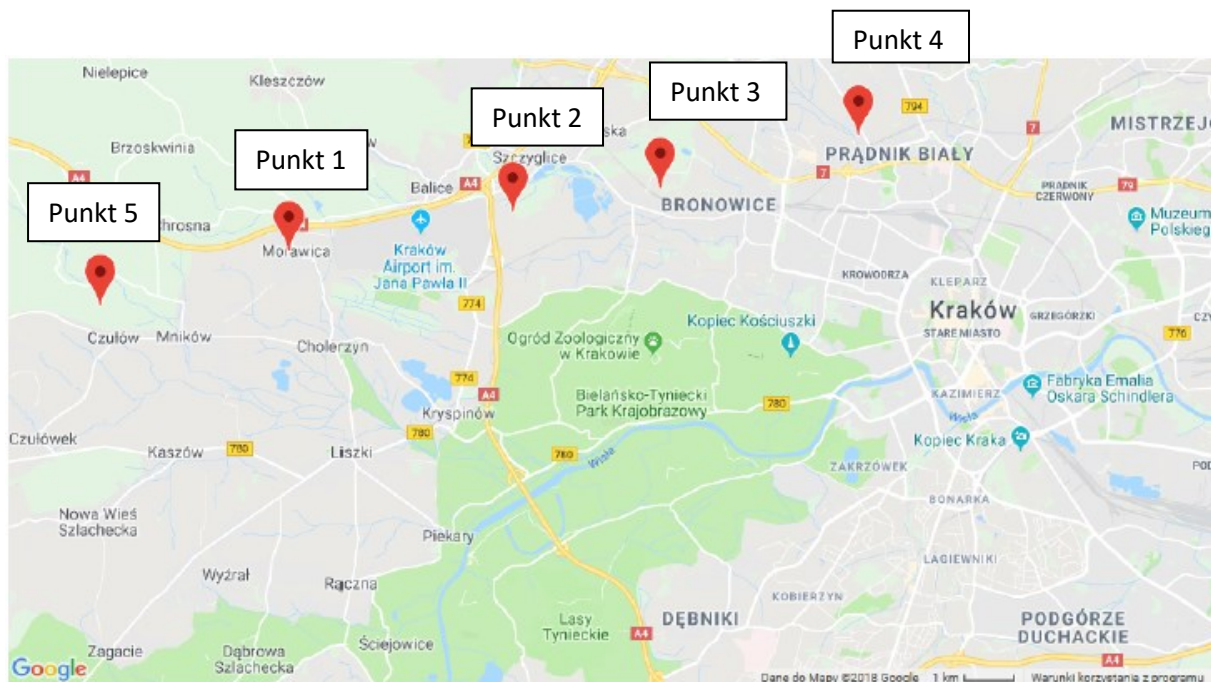 Punkt 4
Punkt 3
Punkt 2
Punkt 1
Punkt 5
Nielepice
Kleszczów
794
7
MISTRZEJO
Brzoskwinia
Szczyglice
PRĄDNIK BIAŁY
A4
Balice
A4
7
PRĄDNIK
CZERWONY
79
BRONOWICE
Muzeum
Polskiego
Morawica
Kraków
Airport im.
Jana Pawła II
KROWODRZA
KLEPARZ
774
Kraków
GRZEGÓRZKI
STARE MIASTO
776
Ogród Zoologiczny
w Krakowie
Kopiec Kościuszki
Czułów
Mników
Cholerzyn
774
A4
Bielańsko-Tyniecki
Park Krajobrazowy
780
KAZIMIERZ
Fabryka Emalia
Oskara Schindlera
Kryspinów
780
Wisła
Kopiec Kraka
Czułówek
Kaszów
780
Liszki
780
Wisła
ZAKRZÓWEK
BONARKA
Nowa Wieś
Szlachecka
Piekary
ŁAGIEWNIKI
Wyźrał
Rączna
KOBIERZYN
Lasy
Tynieckie
DĘBNIKI
A4
PODGÓRZE
DUCHACKIE
Zagacie
Dąbrowa
Szlachecka
Ściejowice
A4
Google
Dane do Mapy ©2018 Google
1 km
Warunki korzystania z programu